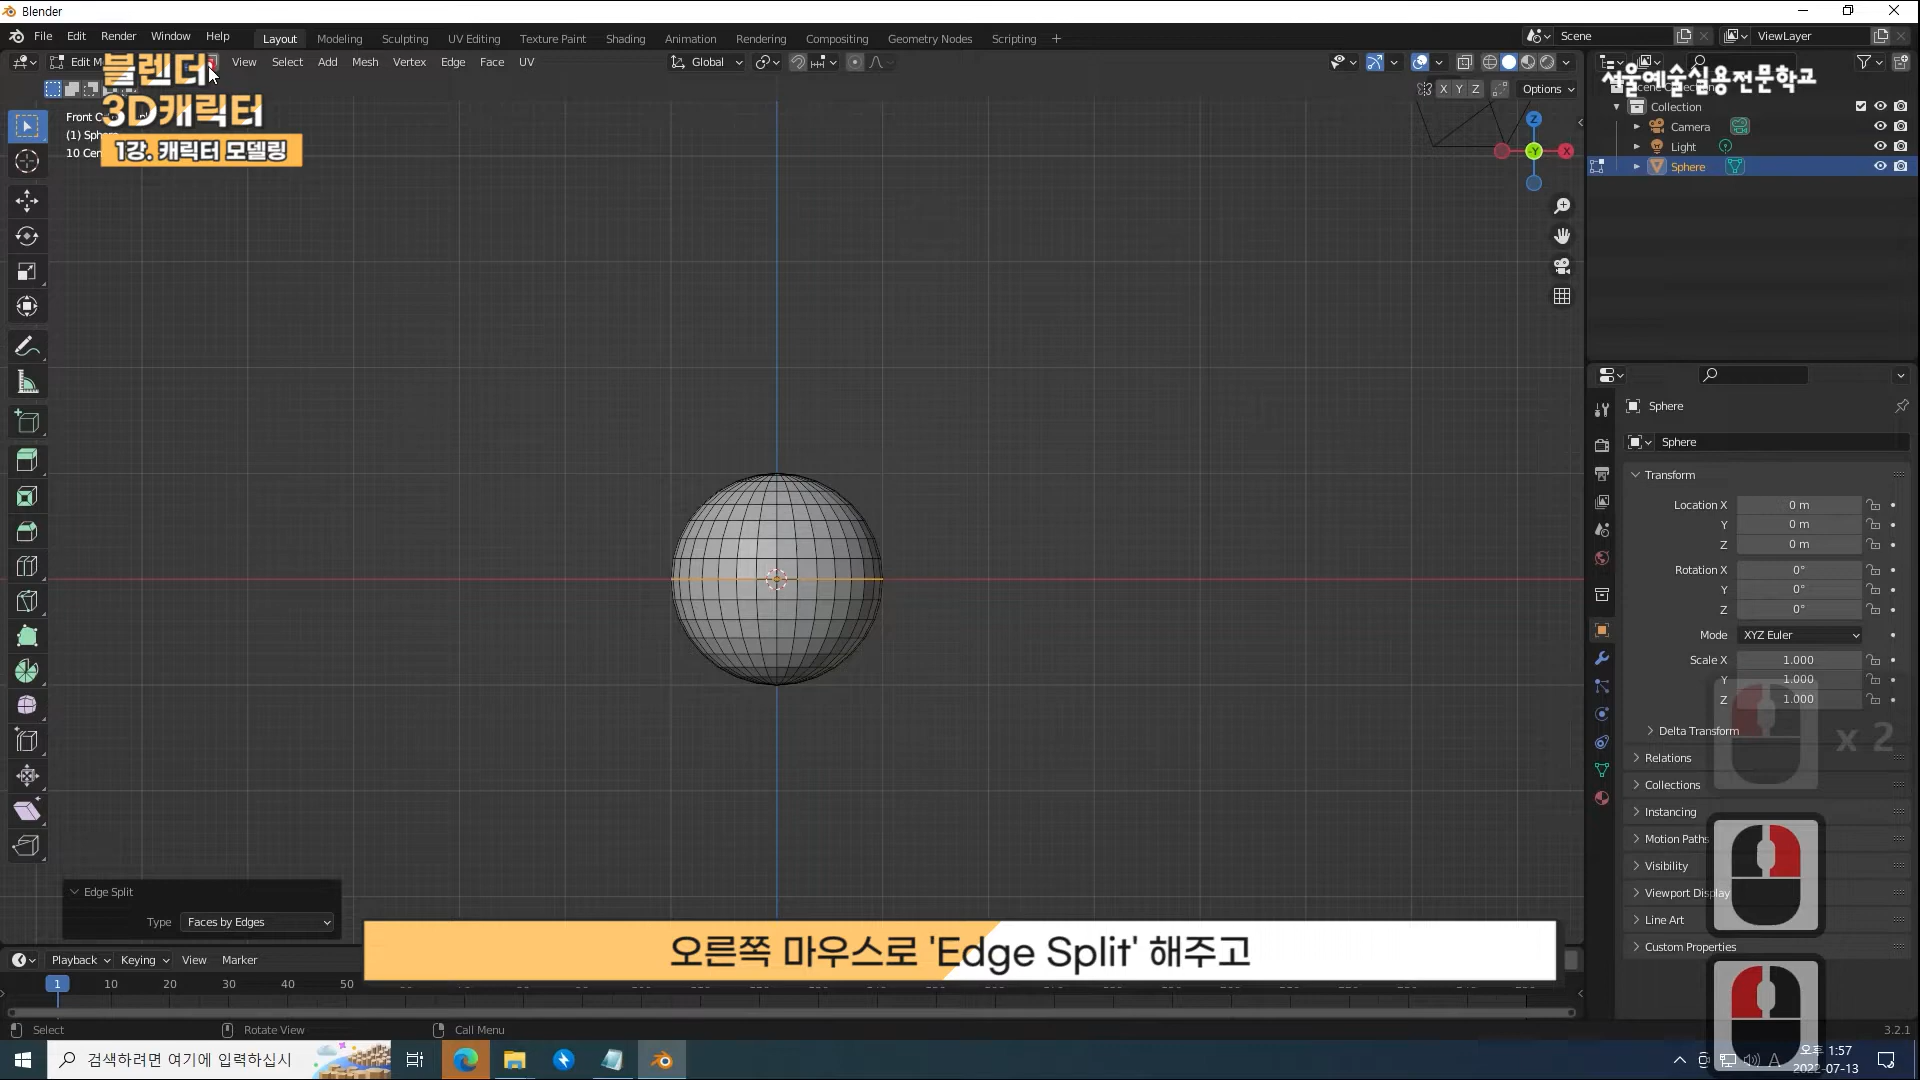 Blender
File Edit Render Window Help
Layout Modeling Sculpting UV Editing Texture Paint Shading Animation Rendering Compositing Geometry Nodes Scripting
Scene
ViewLayer
View Select Add Mesh Vertex Edge Face UV
Global
블렌더
3D캐릭터
1강. 캐릭터 모델링
서울예술실용전문학교
X Y Z
Options
Z
-Y
X
Collection
Camera
Light
Sphere
Sphere
Sphere
Transform
Location X 0 m
Y 0 m
Z 0 m
Rotation X 0°
Y 0°
Z 0°
Mode XYZ Euler
Scale X 1.000
Y 1.000
Z 1.000
Delta Transform
x 2
Relations
Collections
Instancing
Motion Paths
Visibility
Viewport Display
Line Art
Custom Properties
Edge Split
Type Faces by Edges
오른쪽 마우스로 'Edge Split' 해주고
Playback Keying View Marker
1 10 20 30 40 50
Select Rotate View Call Menu
3.2.1
검색하려면 여기에 입력하십시
A
오후 1:57
2022-07-13